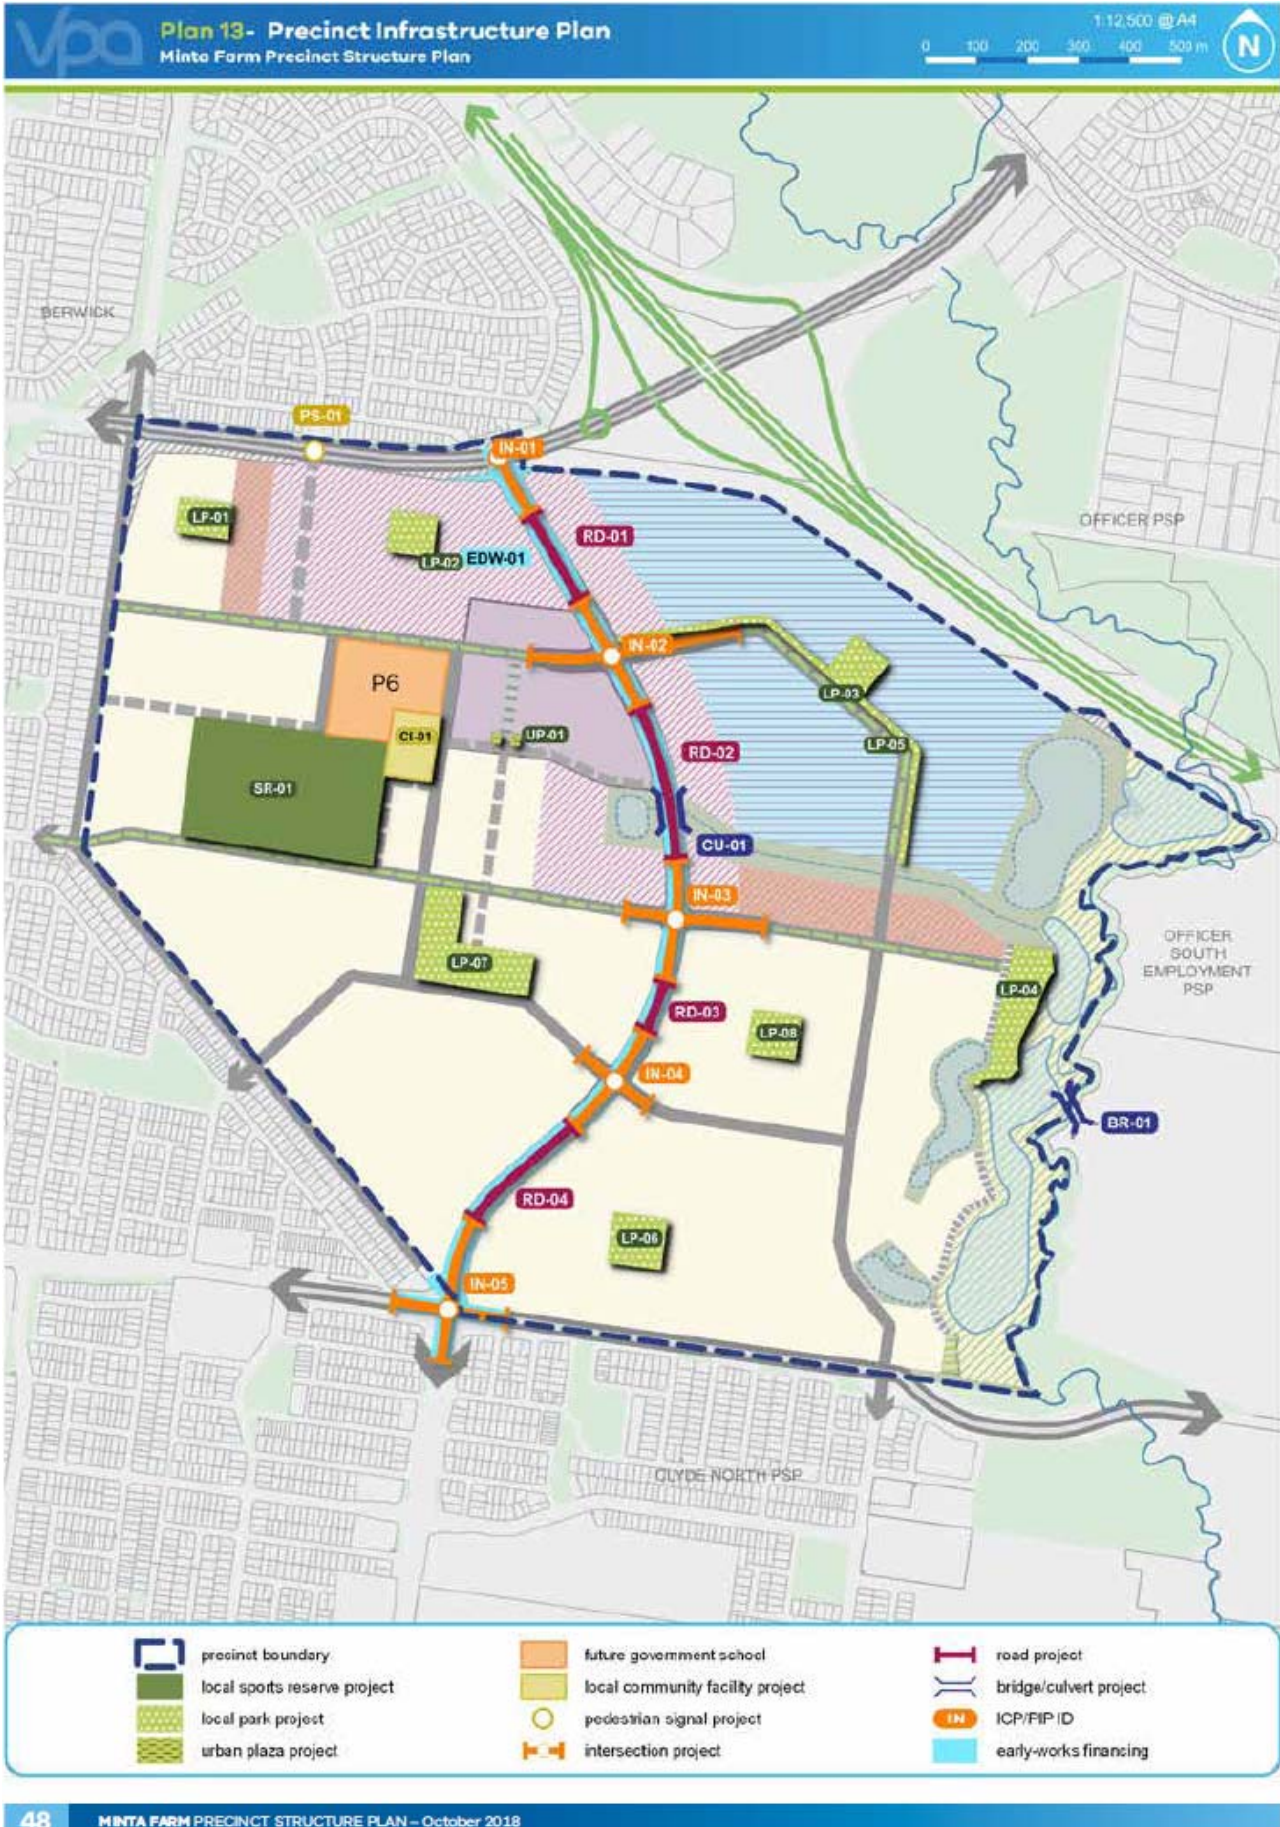 vpa
Plan 13- Precinct Infrastructure Plan
Minta Farm Precinct Structure Plan
1:12,500 @ A4
0 100 200 300 400 500 m
N
BERWICK
PS-01
IN-01
OFFICER PSP
LP-01
RD-01
LP-02
EDW-01
IN-02
P6
LP-03
CI-01
UP-01
RD-02
LP-05
SR-01
CU-01
IN-03
OFFICER
SOUTH
EMPLOYMENT
PSP
LP-07
LP-04
RD-03
LP-08
IN-04
BR-01
RD-04
LP-06
IN-05
CLYDE NORTH PSP
precinct boundary
future government school
road project
local sports reserve project
local community facility project
bridge/culvert project
local park project
pedestrian signal project
IN
ICP/PIP ID
urban plaza project
intersection project
early-works financing
48
MINTA FARM PRECINCT STRUCTURE PLAN – October 2018